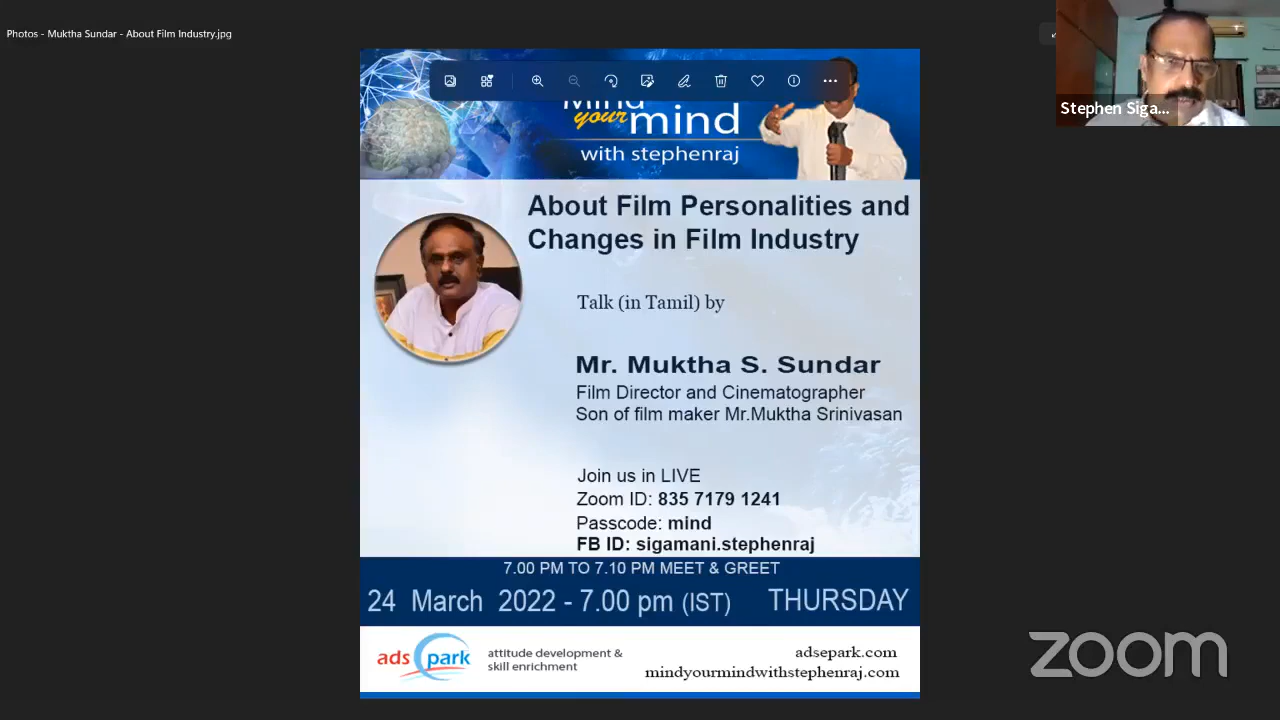 Photos - Muktha Sundar - About Film Industry.jpg
Stephen Siga...
Mind
your mind
with stephenraj
About Film Personalities and
Changes in Film Industry
Talk (in Tamil) by
Mr. Muktha S. Sundar
Film Director and Cinematographer
Son of film maker Mr.Muktha Srinivasan
Join us in LIVE
Zoom ID: 835 7179 1241
Passcode: mind
FB ID: sigamani.stephenraj
7.00 PM TO 7.10 PM MEET & GREET
24 March 2022 - 7.00 pm (IST) THURSDAY
ads park
attitude development &
skill enrichment
adsepark.com
mindyourmindwithstephenraj.com
zoom